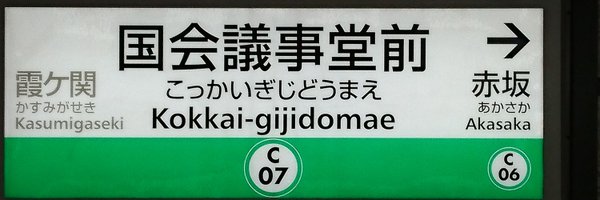 国会議事堂前
こっかいぎじどうまえ
Kokkai-gijidomae
霞ケ関
かすみがせき
Kasumigaseki
→
赤坂
あかさか
Akasaka
C
07
C
06